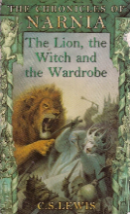 THE CHRONICLES OF
NARNIA
The Lion, the
Witch and the
Wardrobe
C.S. LEWIS